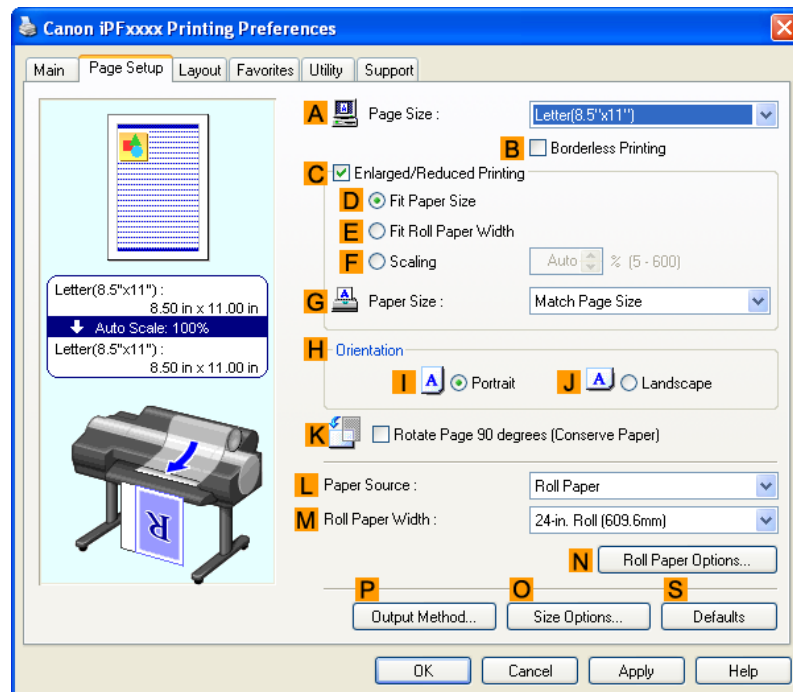 Canon iPFxxxx Printing Preferences
Main Page Setup Layout Favorites Utility Support
A Page Size : Letter(8.5"x11")
B Borderless Printing
C Enlarged/Reduced Printing
D Fit Paper Size
E Fit Roll Paper Width
F Scaling Auto % (5 - 600)
Letter(8.5"x11") :
8.50 in x 11.00 in
Auto Scale: 100%
Letter(8.5"x11") :
8.50 in x 11.00 in
G A Paper Size : Match Page Size
H Orientation
I A Portrait J A Landscape
K Rotate Page 90 degrees (Conserve Paper)
L Paper Source : Roll Paper
M Roll Paper Width : 24-in. Roll (609.6mm)
R
N Roll Paper Options...
P O S
Output Method... Size Options... Defaults
OK Cancel Apply Help